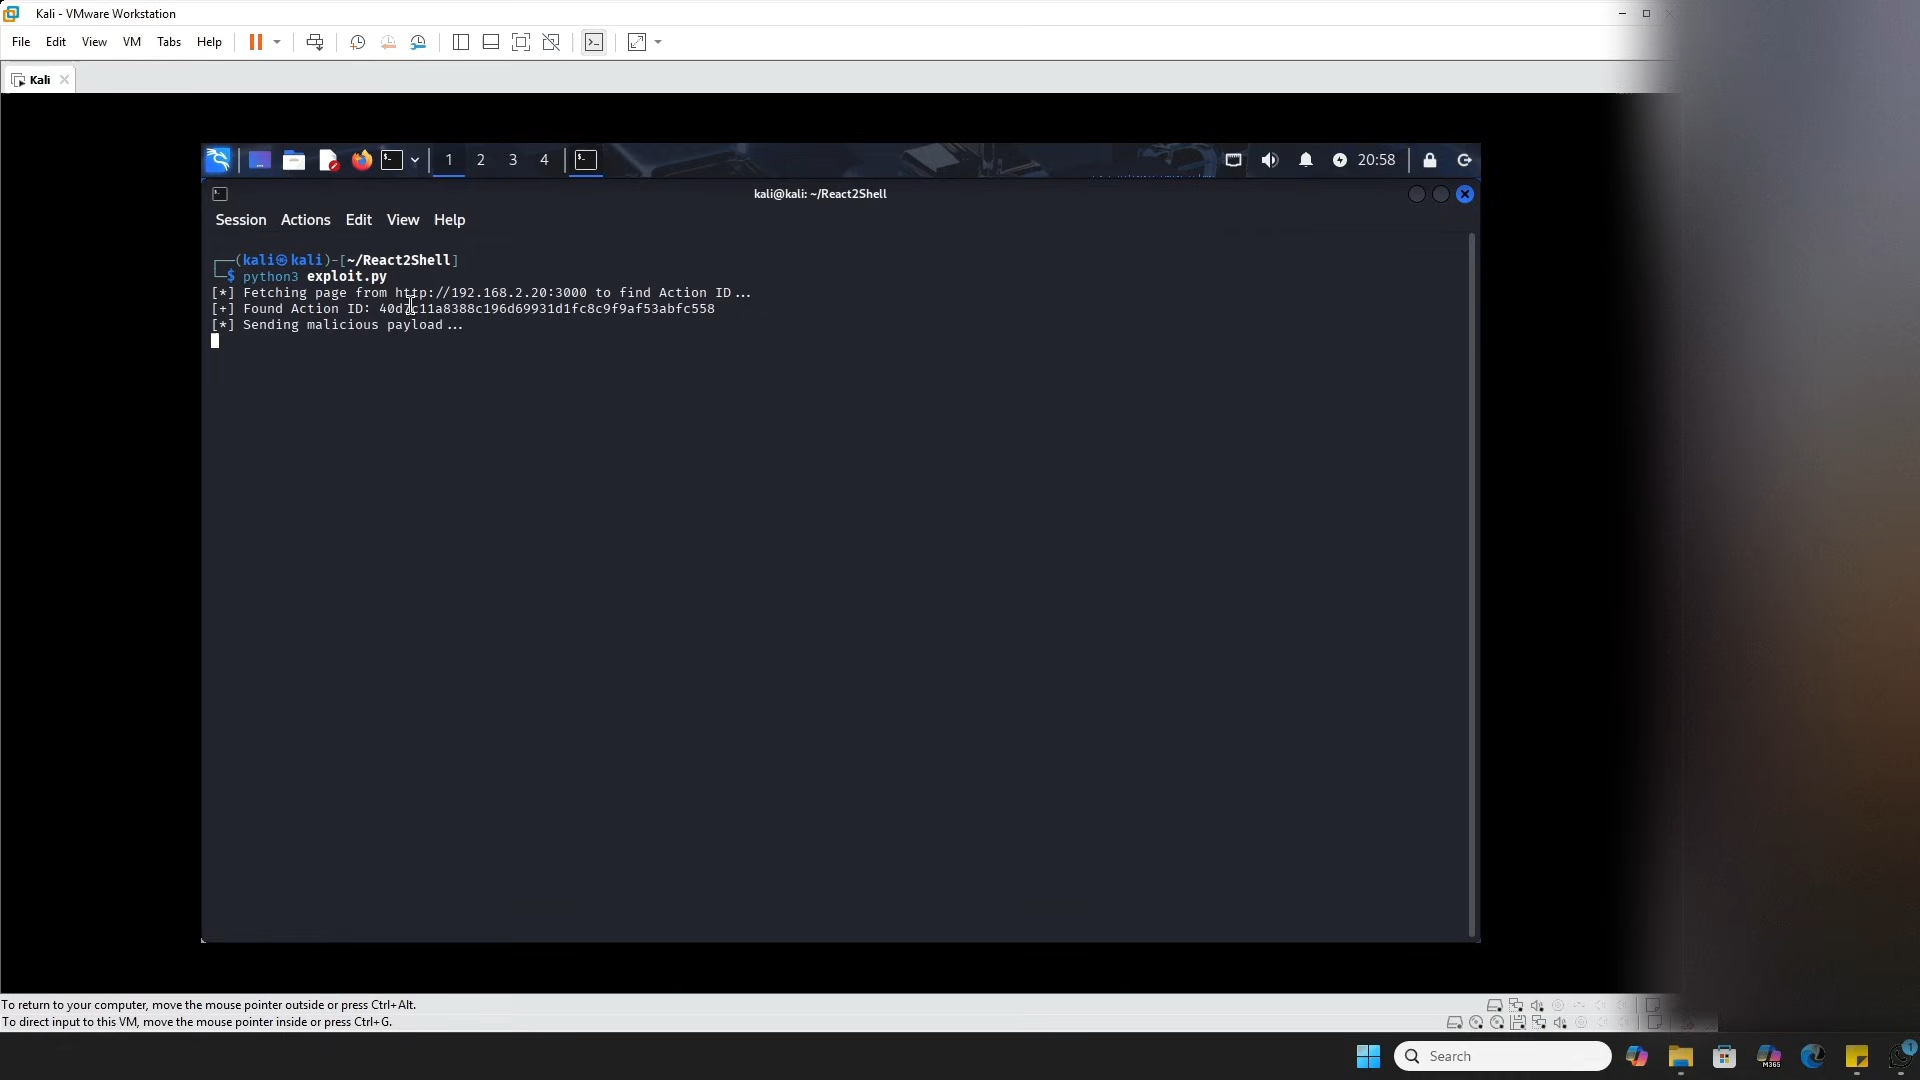 Kali - VMware Workstation
File Edit View VM Tabs Help
Kali
1 2 3 4 20:58
kali@kali: ~/React2Shell
Session Actions Edit View Help
┌──(kali㉿kali)-[~/React2Shell]
└─$ python3 exploit.py
[*] Fetching page from http://192.168.2.20:3000 to find Action ID...
[+] Found Action ID: 40d7c11a8388c196d69931d1fc8c9f9af53abfc558
[*] Sending malicious payload...
To return to your computer, move the mouse pointer outside or press Ctrl+Alt.
To direct input to this VM, move the mouse pointer inside or press Ctrl+G.
Search
M365
1